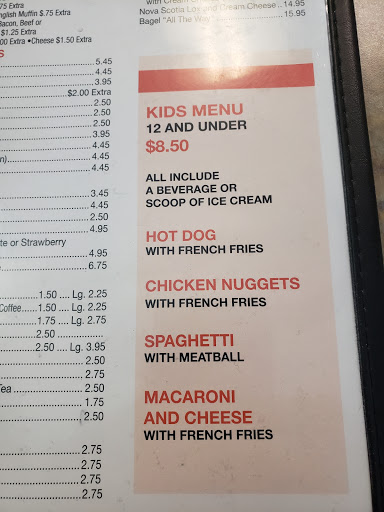 75 Extra
nglish Muffin $.75 Extra
Bacon, Beef or
$1.25 Extra
00 Extra •Cheese $1.50 Extra
S
5.45
4.45
3.95
$2.00 Extra
2.50
2.50
2.50
3.95
4.45
n) 4.45
4.45
3.45
4.45
2.50
4.95
te or Strawberry
4.95
6.75
1.50 .... Lg. 2.25
Coffee ...... 1.50 .... Lg. 2.25
1.75 .... Lg. 2.75
2.50
2.50 .... Lg. 3.95
2.50
2.75
Tea 2.50
1.75
2.50
2.75
2.75
2.75
2.75
14.95
Nova Scotia Lox and Cream Cheese .. 14.95
Bagel "All The Way" 15.95
KIDS MENU
12 AND UNDER
$8.50
ALL INCLUDE
A BEVERAGE OR
SCOOP OF ICE CREAM
HOT DOG
WITH FRENCH FRIES
CHICKEN NUGGETS
WITH FRENCH FRIES
SPAGHETTI
WITH MEATBALL
MACARONI
AND CHEESE
WITH FRENCH FRIES